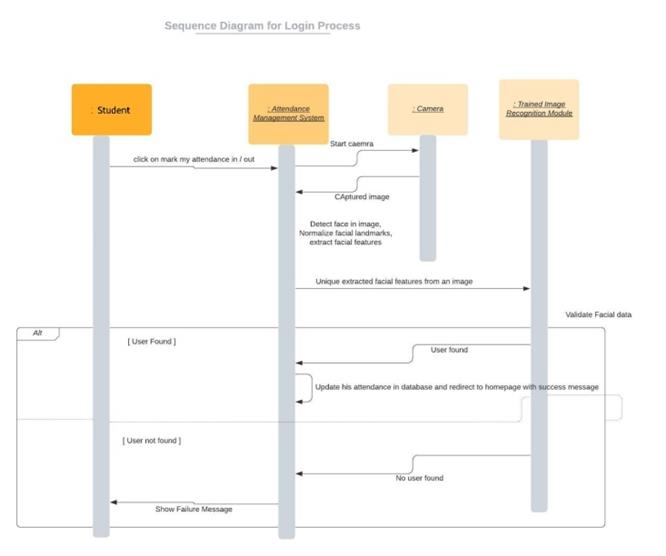 Sequence Diagram for Login Process
: Student
: Attendance
Management System
: Camera
: Trained Image
Recognition Module
Start caemra
click on mark my attendance in / out
CAptured image
Detect face in image,
Normalize facial landmarks,
extract facial features
Unique extracted facial features from an image
Validate Facial data
Alt
[ User Found ]
User found
Update his attendance in database and redirect to homepage with success message
[ User not found ]
No user found
Show Failure Message